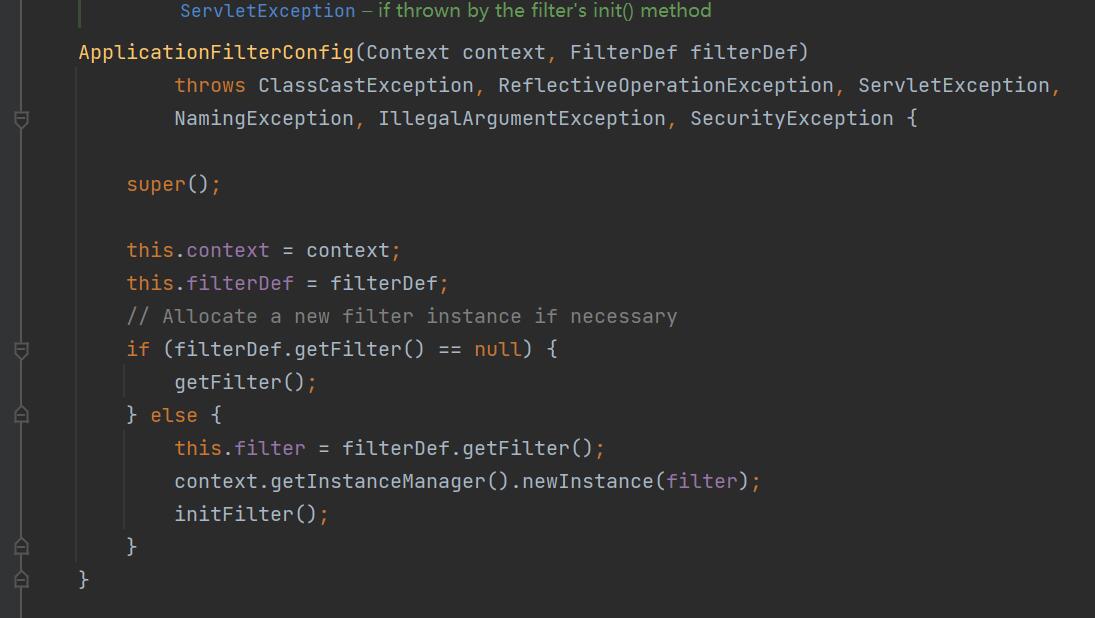 ServletException – if thrown by the filter's init() method
ApplicationFilterConfig(Context context, FilterDef filterDef)
throws ClassCastException, ReflectiveOperationException, ServletException,
NamingException, IllegalArgumentException, SecurityException {
super();
this.context = context;
this.filterDef = filterDef;
// Allocate a new filter instance if necessary
if (filterDef.getFilter() == null) {
getFilter();
} else {
this.filter = filterDef.getFilter();
context.getInstanceManager().newInstance(filter);
initFilter();
}
}